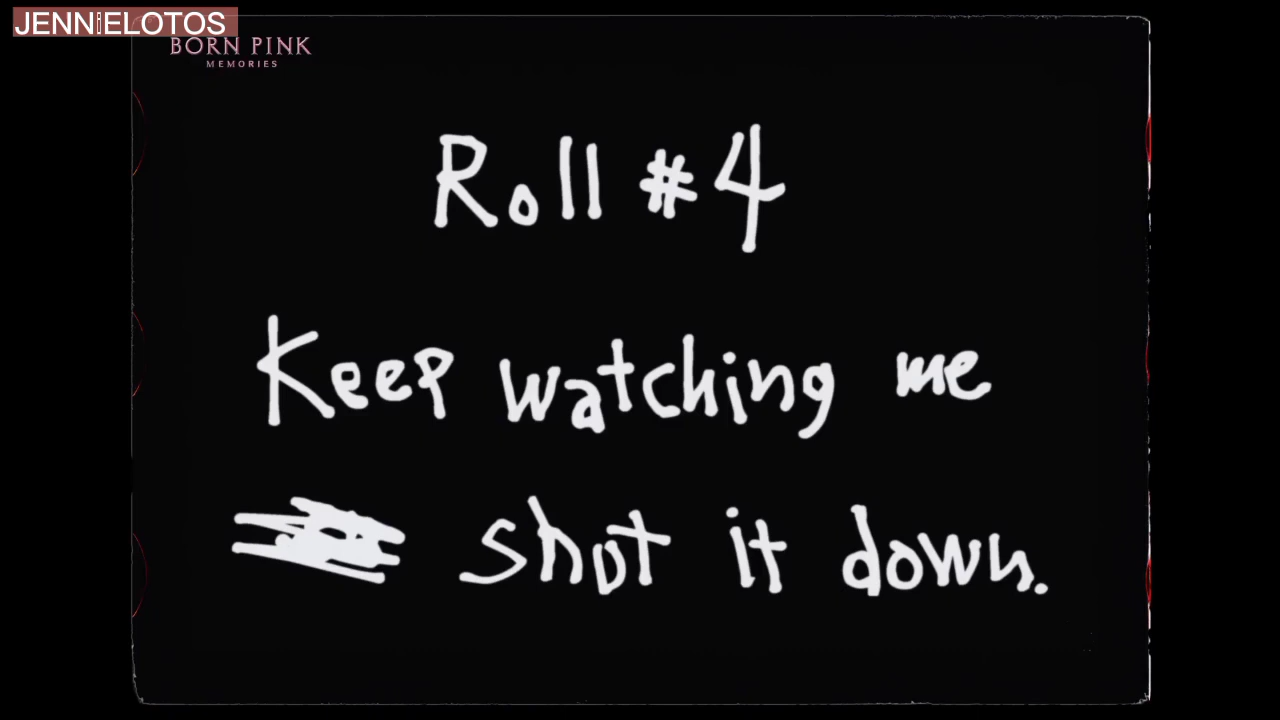 JENNIELOTOS
BORN PINK
MEMORIES
Roll #4
Keep watching me
shut it down.